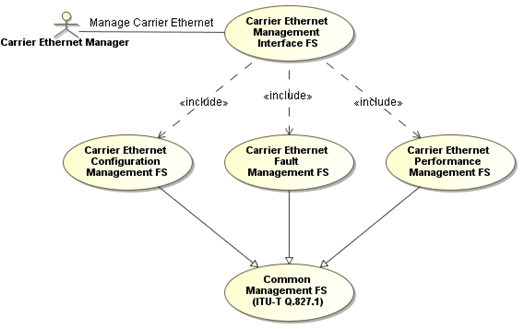 Manage Carrier Ethernet
Carrier Ethernet Manager
Carrier Ethernet
Management
Interface FS
«include»
«include»
«include»
Carrier Ethernet
Configuration
Management FS
Carrier Ethernet
Fault
Management FS
Carrier Ethernet
Performance
Management FS
Common
Management FS
(ITU-T Q.827.1)